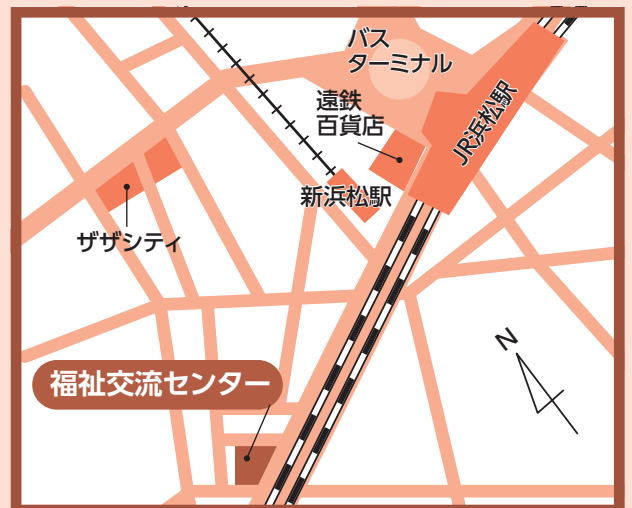 バス
ターミナル
遠鉄
百貨店
JR浜松駅
新浜松駅
ザザシティ
福祉交流センター
N